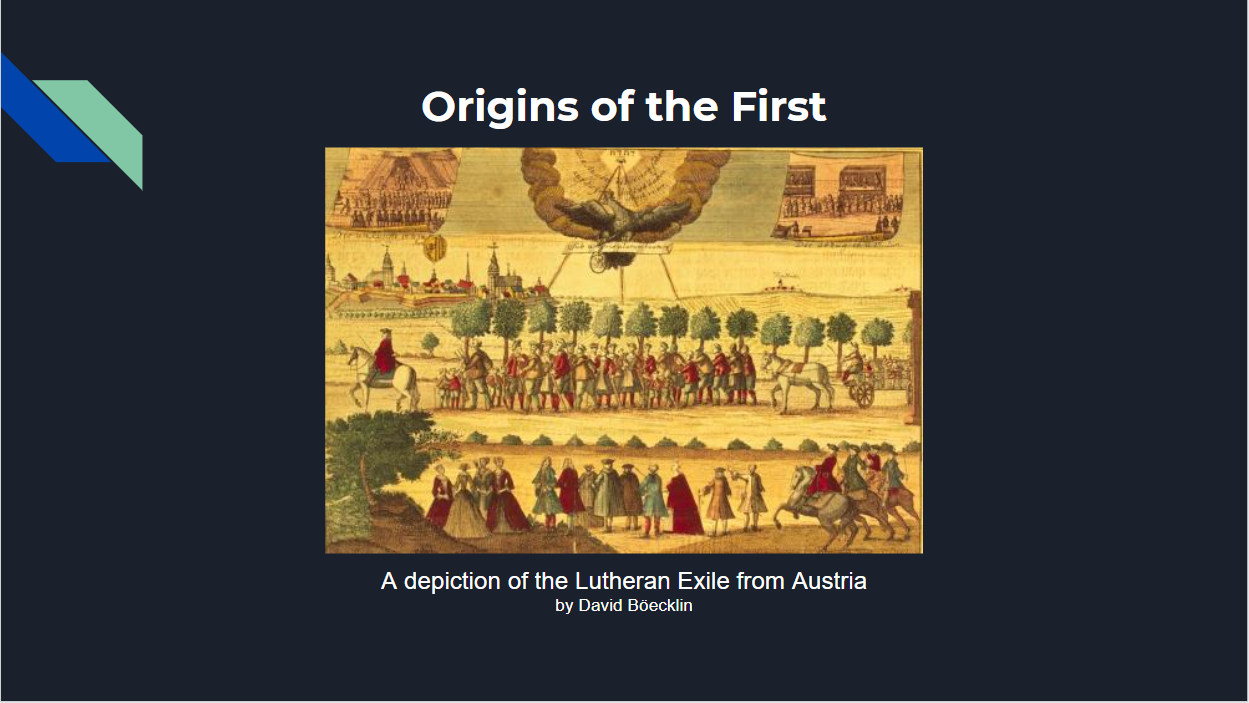 Origins of the First
A depiction of the Lutheran Exile from Austria
by David Böecklin